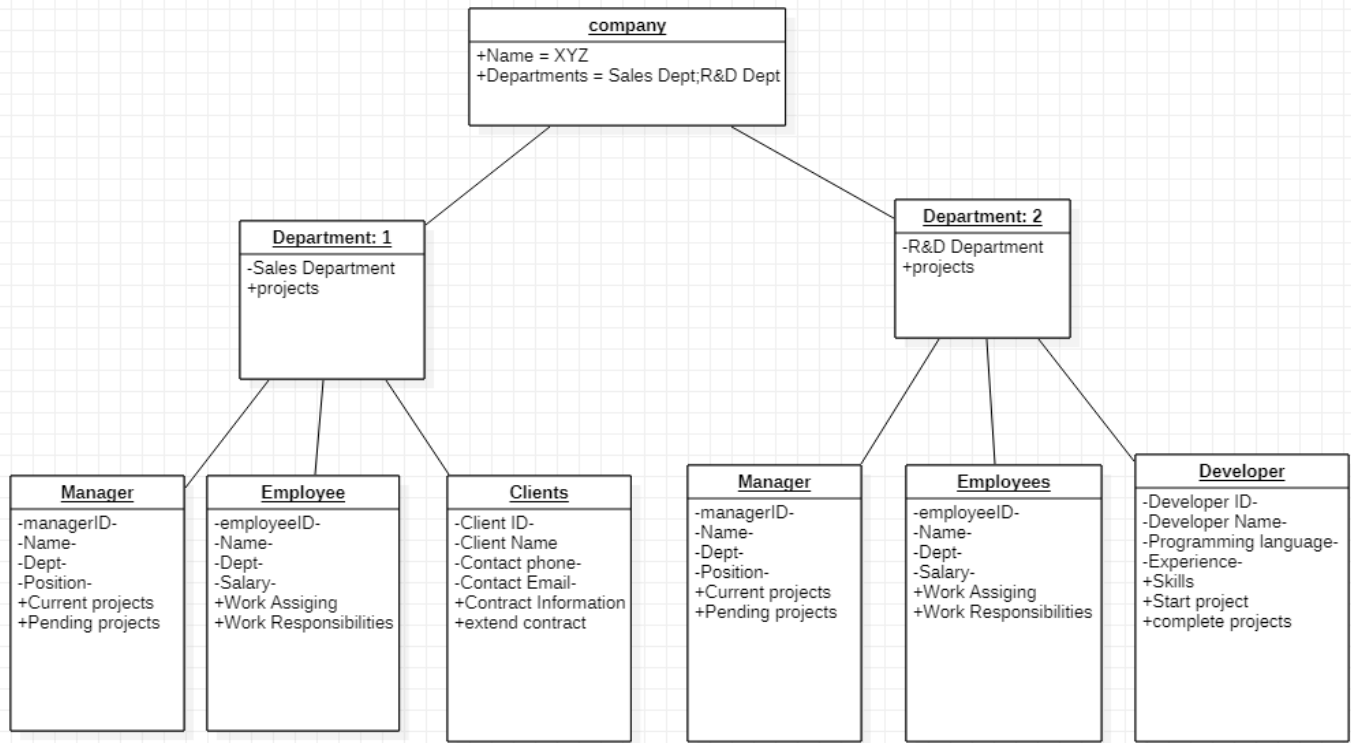 company
+Name = XYZ
+Departments = Sales Dept;R&D Dept
Department: 1
-Sales Department
+projects
Department: 2
-R&D Department
+projects
Manager
-managerID-
-Name-
-Dept-
-Position-
+Current projects
+Pending projects
Employee
-employeeID-
-Name-
-Dept-
-Salary-
+Work Assiging
+Work Responsibilities
Clients
-Client ID-
-Client Name
-Contact phone-
-Contact Email-
+Contract Information
+extend contract
Manager
-managerID-
-Name-
-Dept-
-Position-
+Current projects
+Pending projects
Employees
-employeeID-
-Name-
-Dept-
-Salary-
+Work Assiging
+Work Responsibilities
Developer
-Developer ID-
-Developer Name-
-Programming language-
-Experience-
+Skills
+Start project
+complete projects